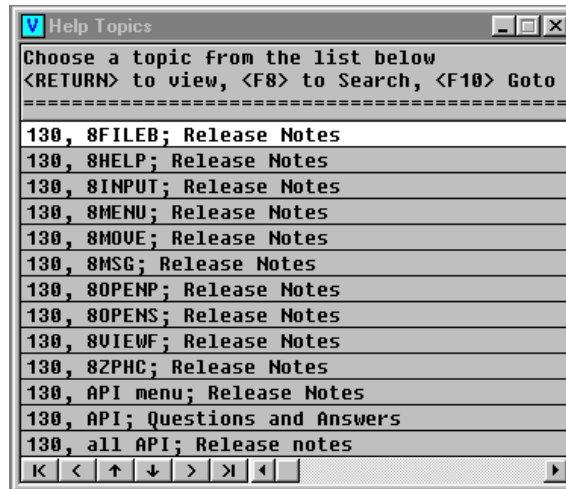 V Help Topics
Choose a topic from the list below
<RETURN> to view, <F8> to Search, <F10> Goto
============================================
130, 8FILEB; Release Notes
130, 8HELP; Release Notes
130, 8INPUT; Release Notes
130, 8MENU; Release Notes
130, 8MOVE; Release Notes
130, 8MSG; Release Notes
130, 8OPENP; Release Notes
130, 8OPENS; Release Notes
130, 8VIEWF; Release Notes
130, 8ZPHC; Release Notes
130, API menu; Release Notes
130, API; Questions and Answers
130, all API; Release notes